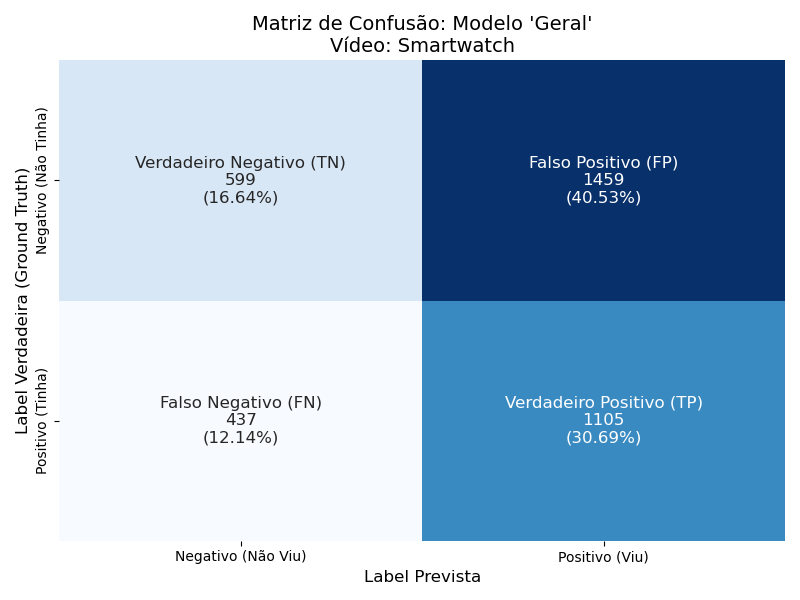 Matriz de Confusão: Modelo 'Geral'
Vídeo: Smartwatch
Label Verdadeira (Ground Truth)
Negativo (Não Tinha)
Verdadeiro Negativo (TN)
599
(16.64%)
Falso Positivo (FP)
1459
(40.53%)
Positivo (Tinha)
Falso Negativo (FN)
437
(12.14%)
Verdadeiro Positivo (TP)
1105
(30.69%)
Negativo (Não Viu)
Positivo (Viu)
Label Prevista